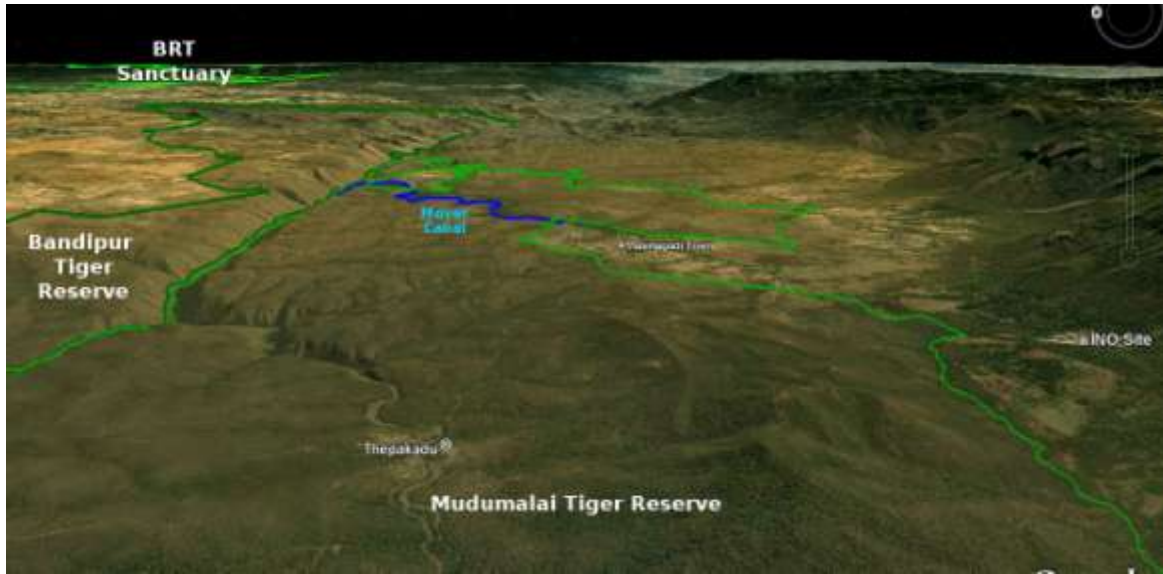 BRT
Sanctuary
Moyar
Canal
Bandipur
Tiger
Reserve
INO Site
Thepakadu
Mudumalai Tiger Reserve